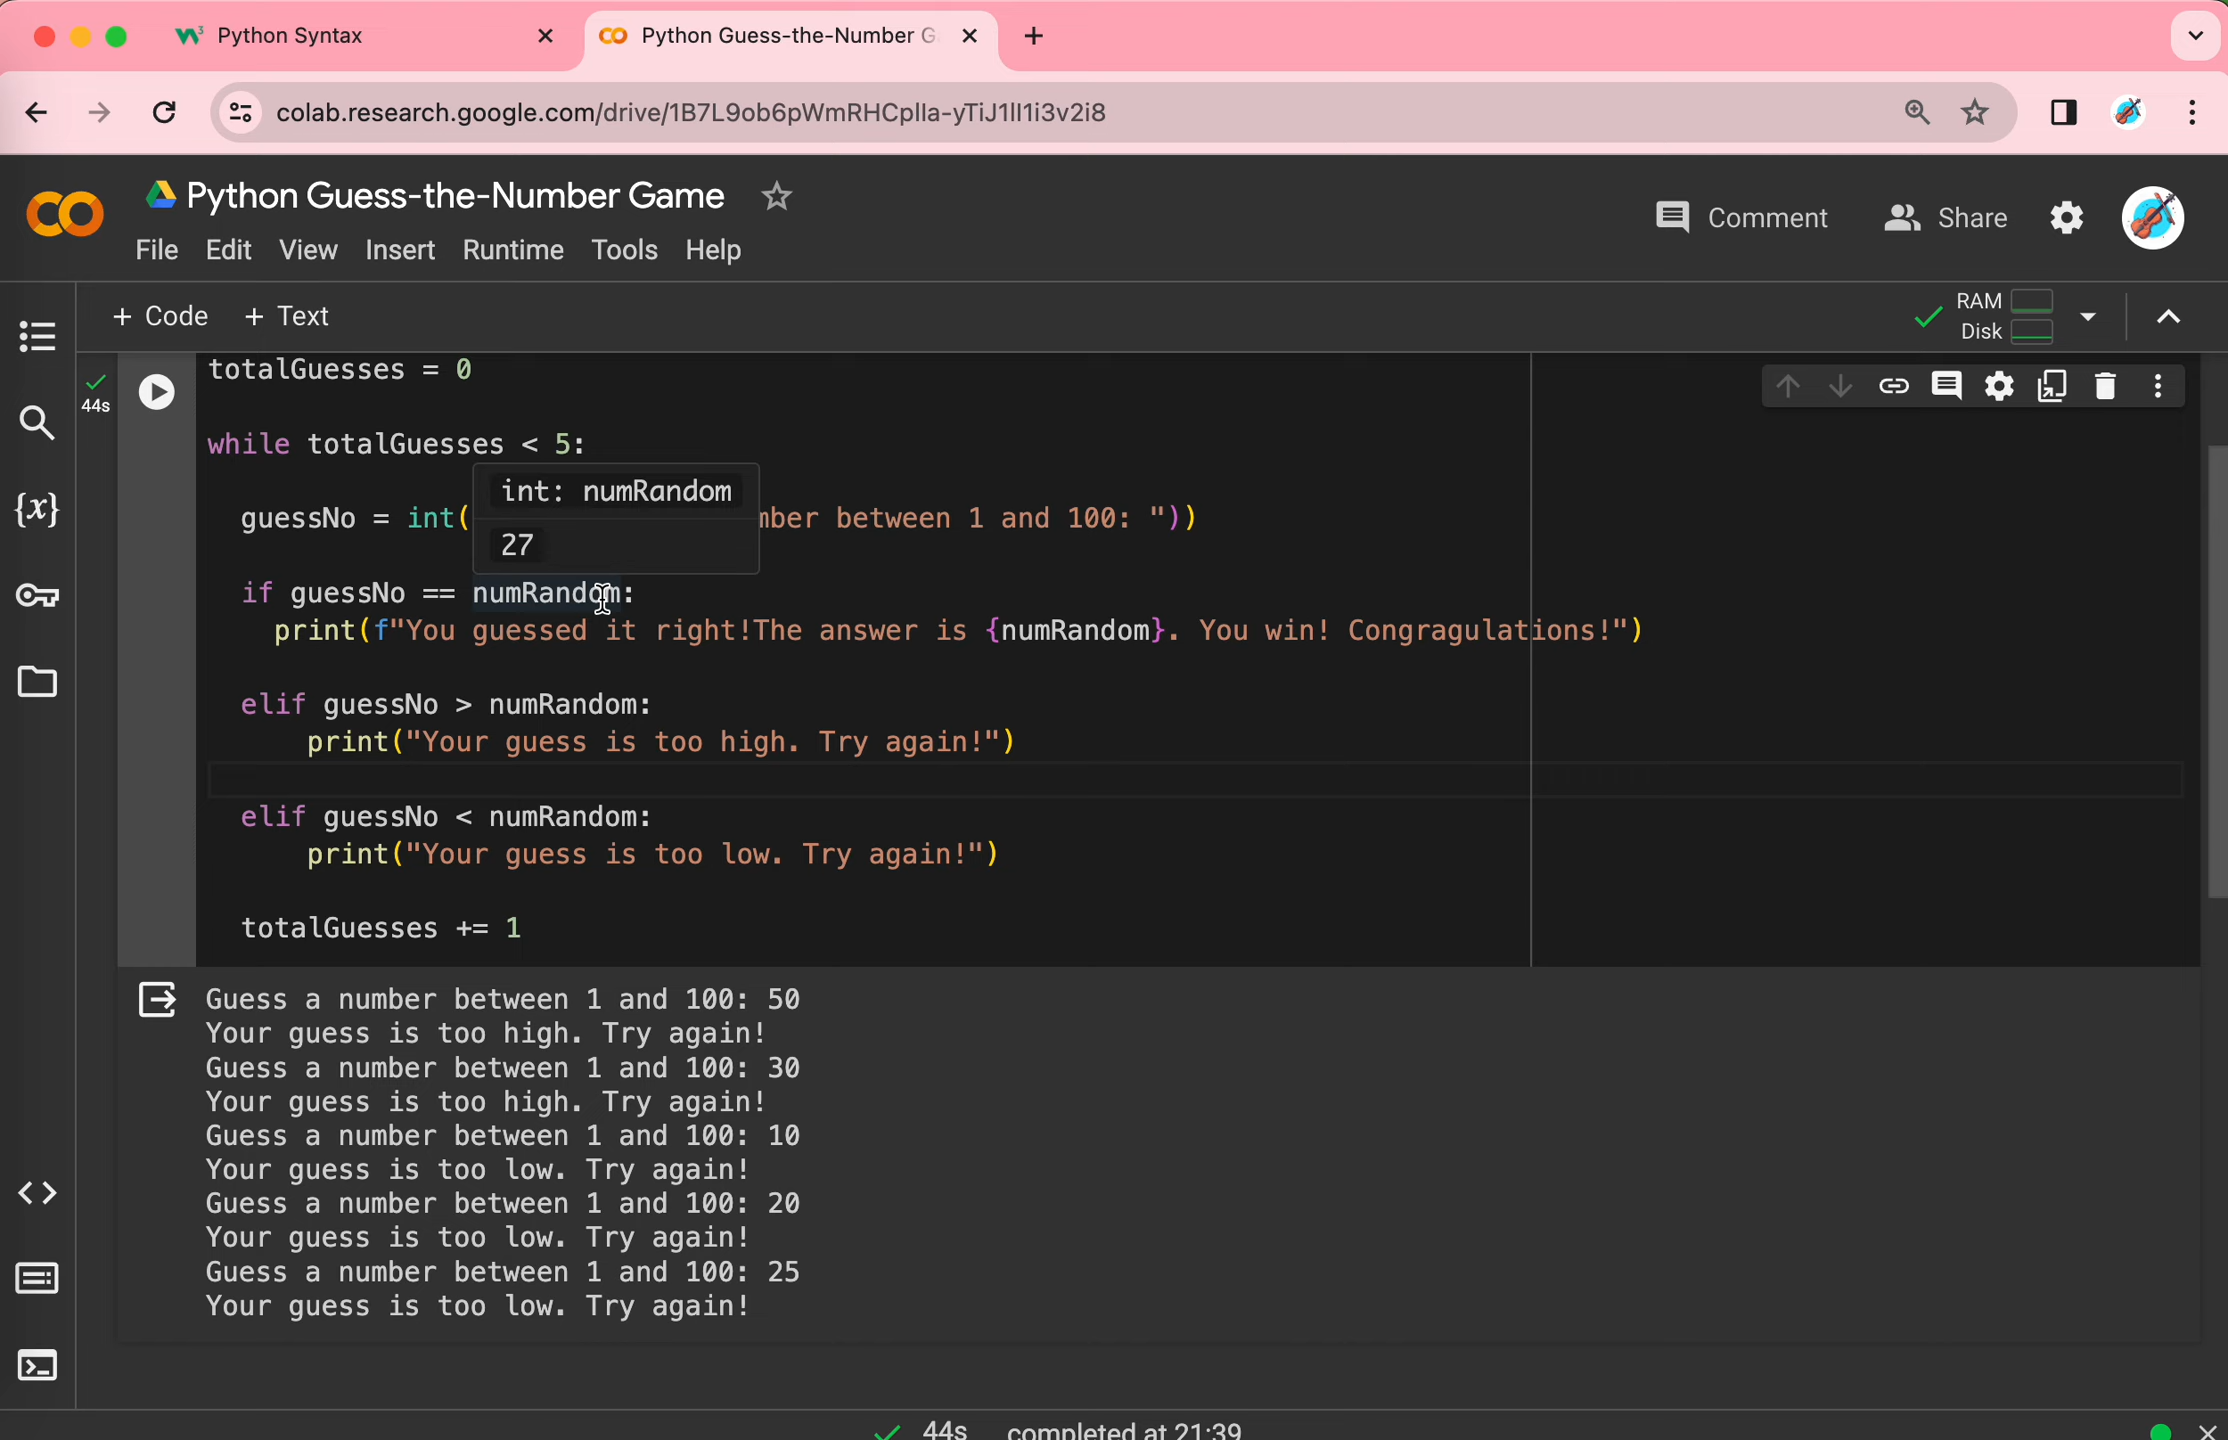 Python Syntax
Python Guess-the-Number G
colab.research.google.com/drive/1B7L9ob6pWmRHCplla-yTiJ1lI1i3v2i8
Python Guess-the-Number Game
Comment
Share
File Edit View Insert Runtime Tools Help
+ Code + Text
RAM
Disk
44s
totalGuesses = 0
while totalGuesses < 5:
int: numRandom
guessNo = int( mber between 1 and 100: "))
27
if guessNo == numRandom:
print(f"You guessed it right!The answer is {numRandom}. You win! Congragulations!")
elif guessNo > numRandom:
print("Your guess is too high. Try again!")
elif guessNo < numRandom:
print("Your guess is too low. Try again!")
totalGuesses += 1
Guess a number between 1 and 100: 50
Your guess is too high. Try again!
Guess a number between 1 and 100: 30
Your guess is too high. Try again!
Guess a number between 1 and 100: 10
Your guess is too low. Try again!
Guess a number between 1 and 100: 20
Your guess is too low. Try again!
Guess a number between 1 and 100: 25
Your guess is too low. Try again!
44s completed at 21:39